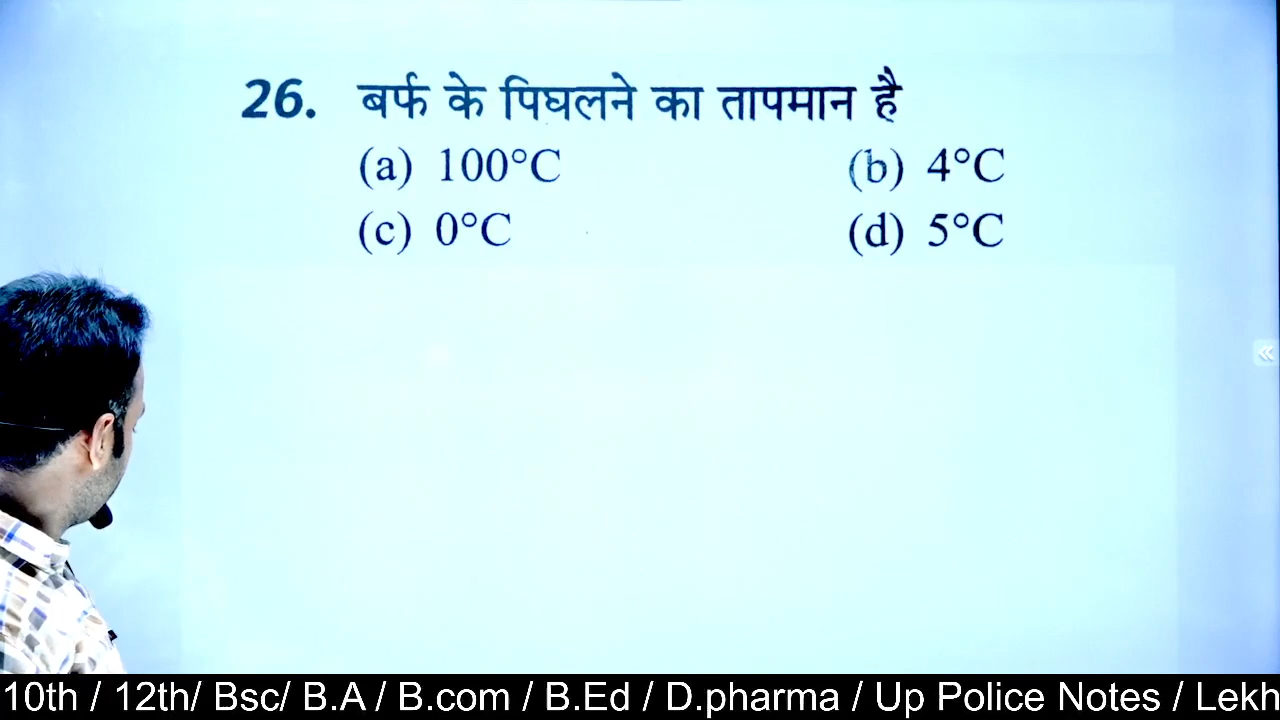 26. बर्फ के पिघलने का तापमान है
(a) 100°C (b) 4°C
(c) 0°C (d) 5°C
10th / 12th/ Bsc/ B.A / B.com / B.Ed / D.pharma / Up Police Notes / Lekh